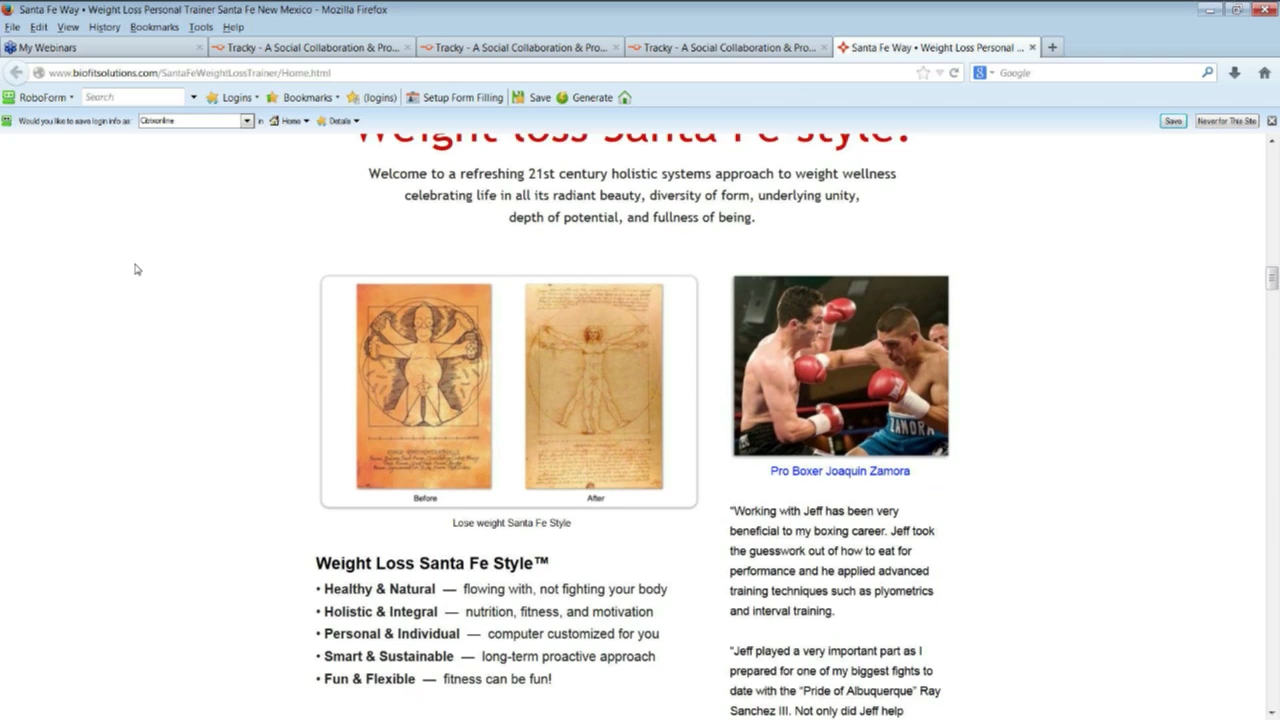 Santa Fe Way • Weight Loss Personal Trainer Santa Fe New Mexico - Mozilla Firefox
File Edit View History Bookmarks Tools Help
My Webinars × Tracky - A Social Collaboration & Pro... × Tracky - A Social Collaboration & Pro... × Tracky - A Social Collaboration & Pro... × Santa Fe Way • Weight Loss Personal ... × +
www.biofitsolutions.com/SantaFeWeightLossTrainer/Home.html Google
RoboForm Search Logins Bookmarks (logins) Setup Form Filling Save Generate
Would you like to save login info as: Citrixonline in Home Details Save Never for This Site
Weight loss Santa Fe style!
Welcome to a refreshing 21st century holistic systems approach to weight wellness
celebrating life in all its radiant beauty, diversity of form, underlying unity,
depth of potential, and fullness of being.
Before After
Lose weight Santa Fe Style
Weight Loss Santa Fe Style™
• Healthy & Natural — flowing with, not fighting your body
• Holistic & Integral — nutrition, fitness, and motivation
• Personal & Individual — computer customized for you
• Smart & Sustainable — long-term proactive approach
• Fun & Flexible — fitness can be fun!
ZAMORA
Pro Boxer Joaquin Zamora
"Working with Jeff has been very
beneficial to my boxing career. Jeff took
the guesswork out of how to eat for
performance and he applied advanced
training techniques such as plyometrics
and interval training.
"Jeff played a very important part as I
prepared for one of my biggest fights to
date with the "Pride of Albuquerque" Ray
Sanchez III. Not only did Jeff help